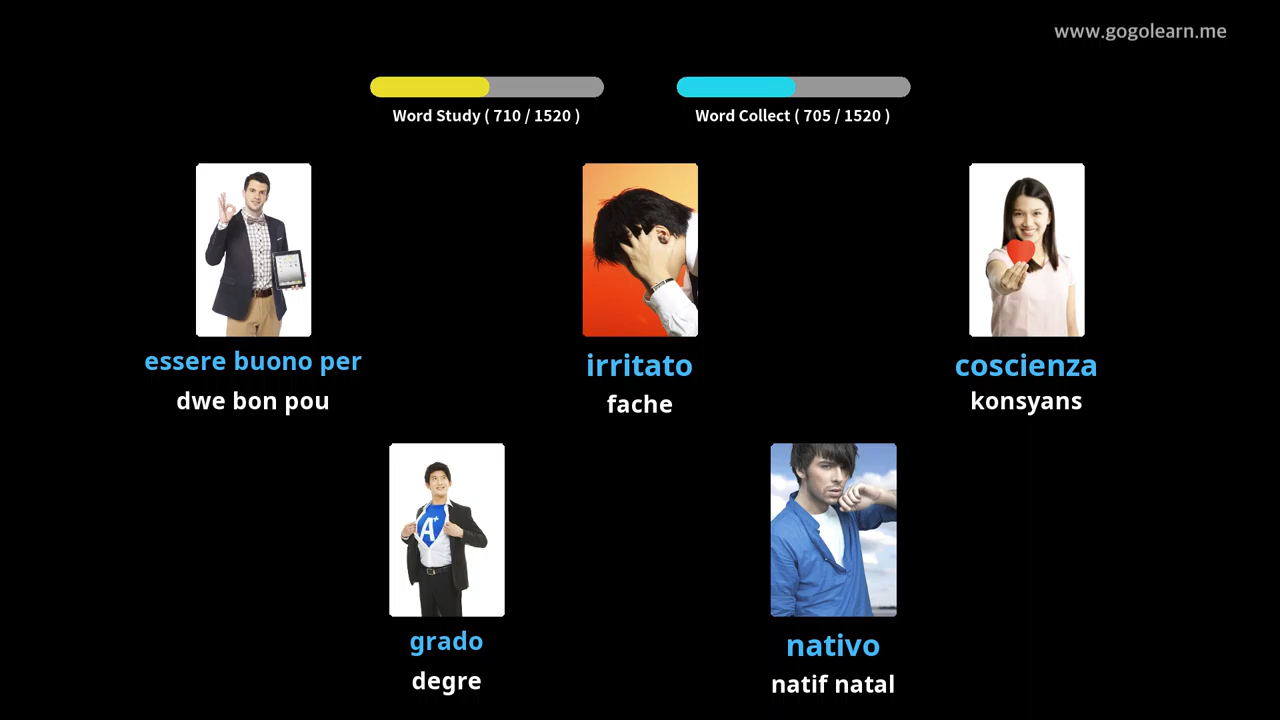 www.gogolearn.me
Word Study ( 710 / 1520 )
Word Collect ( 705 / 1520 )
essere buono per
dwe bon pou
irritato
fache
coscienza
konsyans
A+
grado
degre
nativo
natif natal